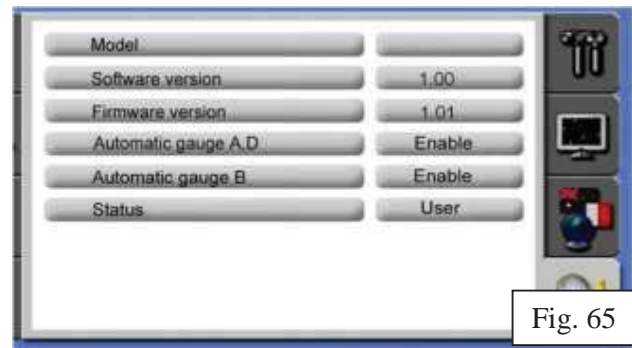 Model
Software version 1.00
Firmware version 1.01
Automatic gauge A,D Enable
Automatic gauge B Enable
Status User
Fig. 65